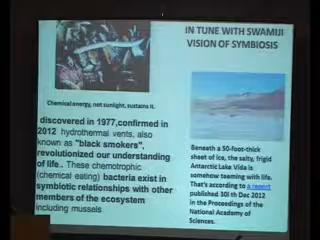 IN TUNE WITH SWAMIJI
VISION OF SYMBIOSIS
Chemical energy, not sunlight, sustains it.
discovered in 1977,confirmed in
2012 hydrothermal vents, also
known as "black smokers",
revolutionized our understanding
of life.. These chemotrophic
(chemical eating) bacteria exist in
symbiotic relationships with other
members of the ecosystem
including mussels
Beneath a 50-foot-thick
sheet of ice, the salty, frigid
Antarctic Lake Vida is
somehow teaming with life.
That's according to a report
published 30ith Dec 2012
in the Proceedings of the
National Academy of
Sciences.